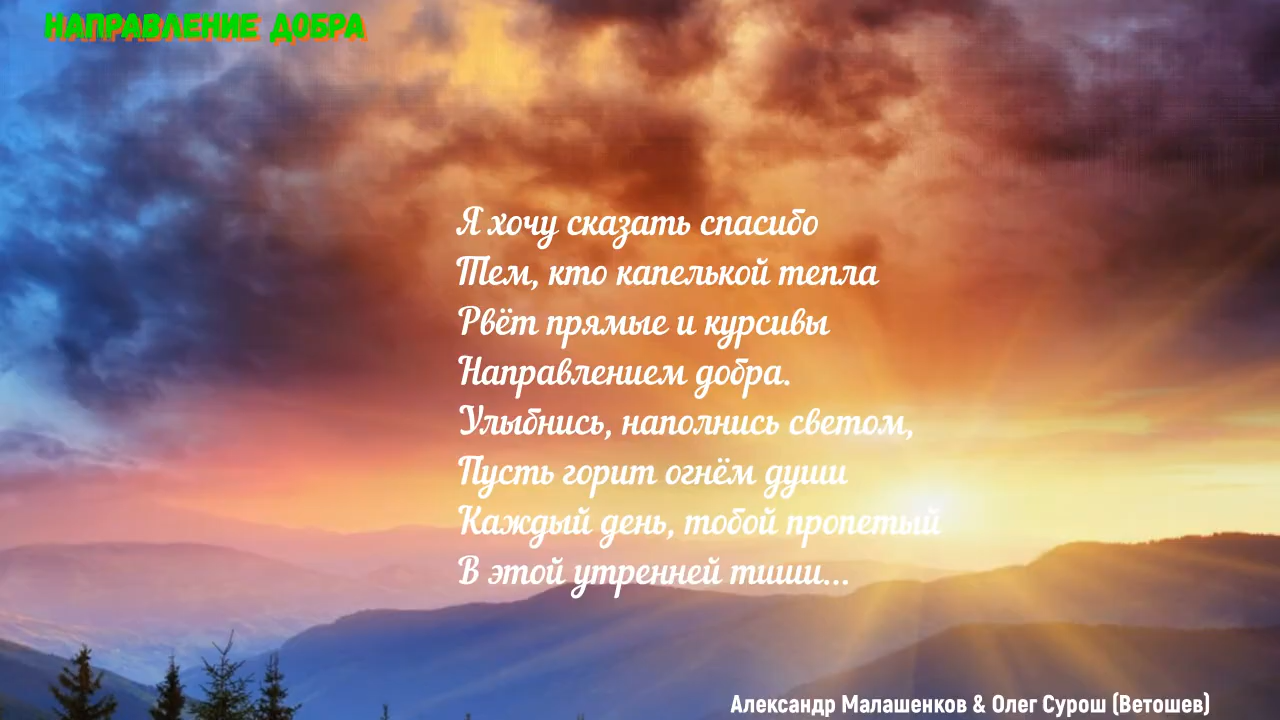 НАПРАВЛЕНИЕ ДОБРА
Я хочу сказать спасибо
Тем, кто капелькой тепла
Рвёт прямые и курсивы
Направлением добра.
Улыбнись, наполнись светом,
Пусть горит огнём души
Каждый день, тобой пропетый
В этой утренней тиши...
Александр Малашенков & Олег Сурош (Ветошев)